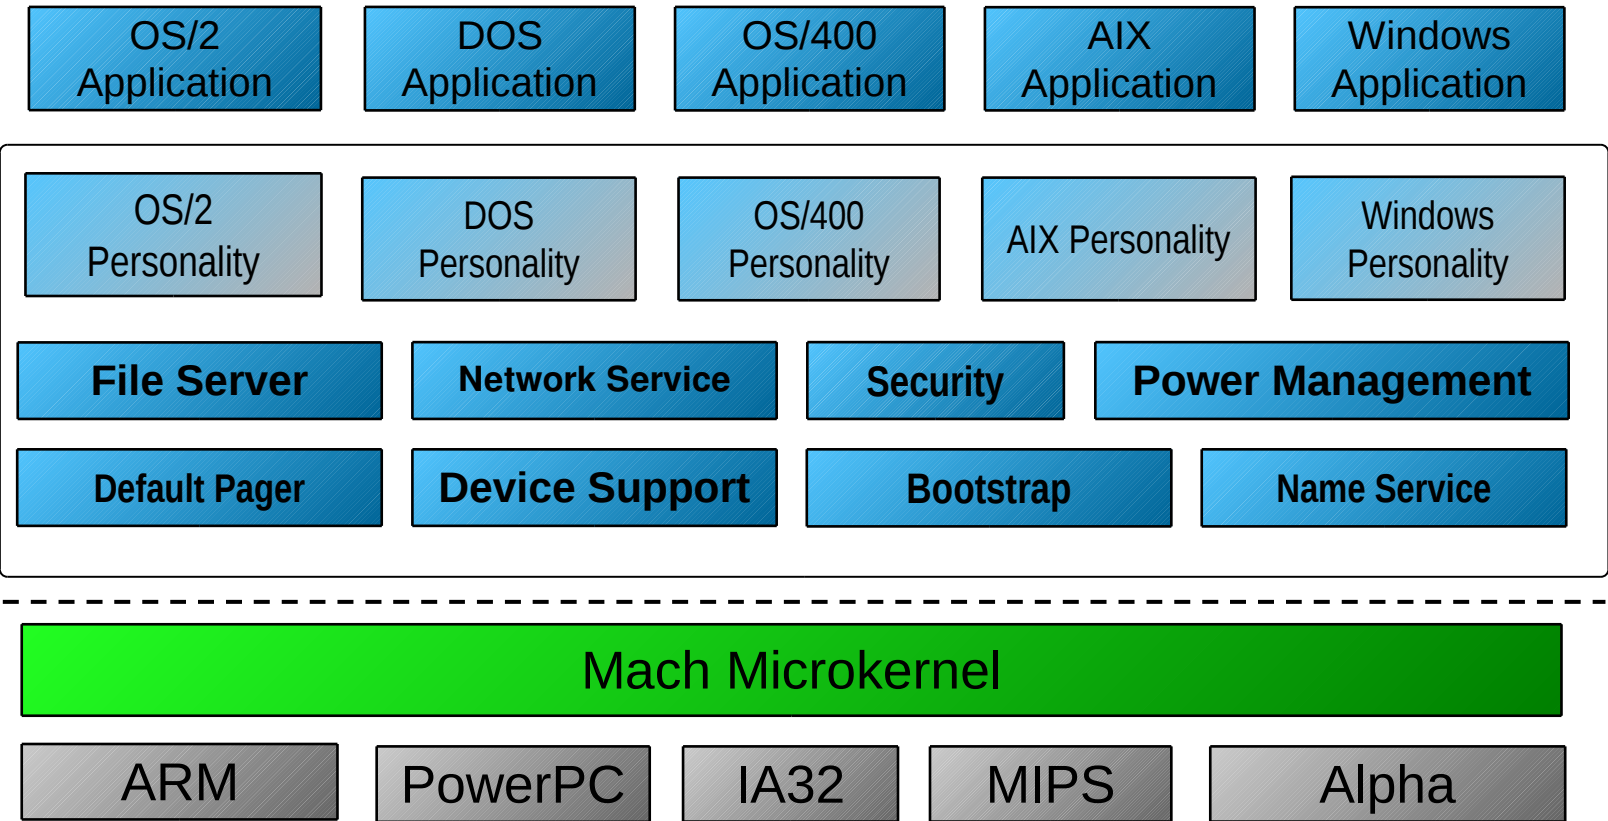 OS/2
Application
DOS
Application
OS/400
Application
AIX
Application
Windows
Application
OS/2
Personality
DOS
Personality
OS/400
Personality
AIX Personality
Windows
Personality
File Server
Network Service
Security
Power Management
Default Pager
Device Support
Bootstrap
Name Service
Mach Microkernel
ARM
PowerPC
IA32
MIPS
Alpha